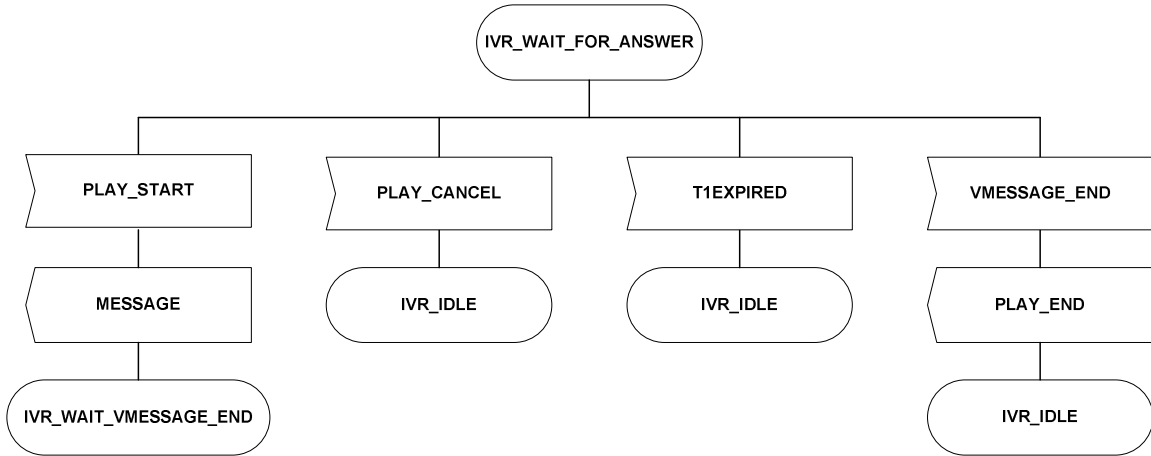 IVR_WAIT_FOR_ANSWER
PLAY_START
PLAY_CANCEL
T1EXPIRED
VMESSAGE_END
MESSAGE
IVR_IDLE
IVR_IDLE
PLAY_END
IVR_WAIT_VMESSAGE_END
IVR_IDLE